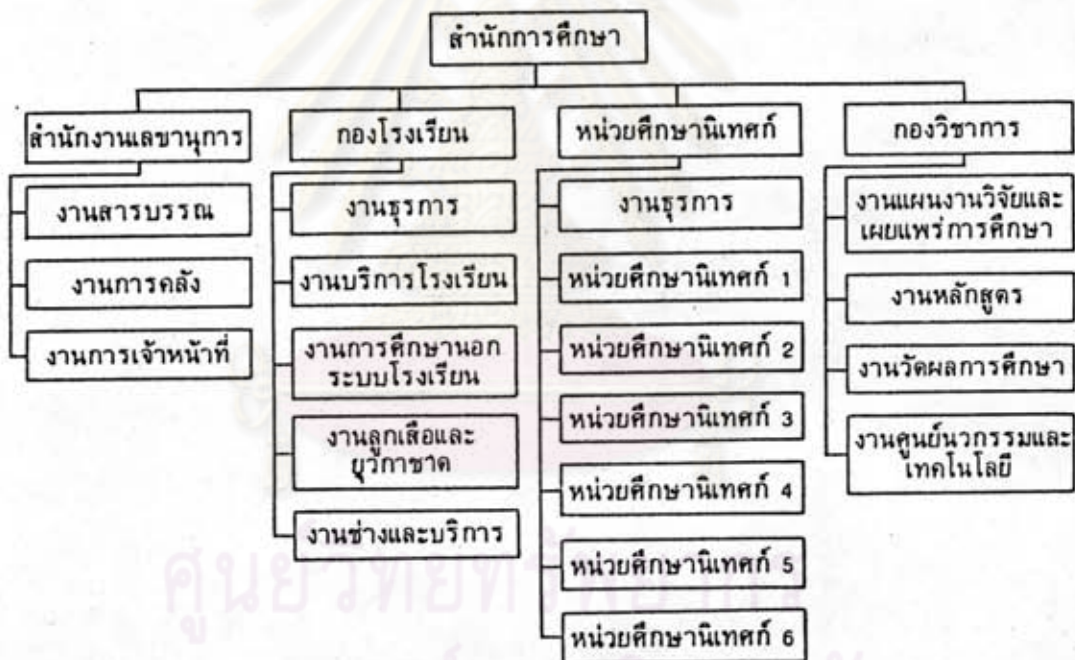 สำนักการศึกษา
สำนักงานเลขานุการ
งานสารบรรณ
งานการคลัง
งานการเจ้าหน้าที่
กองโรงเรียน
งานธุรการ
งานบริการโรงเรียน
งานการศึกษานอก
ระบบโรงเรียน
งานลูกเสือและ
ยุวกาชาด
งานช่างและบริการ
หน่วยศึกษานิเทศก์
งานธุรการ
หน่วยศึกษานิเทศก์ 1
หน่วยศึกษานิเทศก์ 2
หน่วยศึกษานิเทศก์ 3
หน่วยศึกษานิเทศก์ 4
หน่วยศึกษานิเทศก์ 5
หน่วยศึกษานิเทศก์ 6
กองวิชาการ
งานแผนงานวิจัยและ
เผยแพร่การศึกษา
งานหลักสูตร
งานวัดผลการศึกษา
งานศูนย์นวกรรมและ
เทคโนโลยี
ศูนย์วิทยทรัพยากร